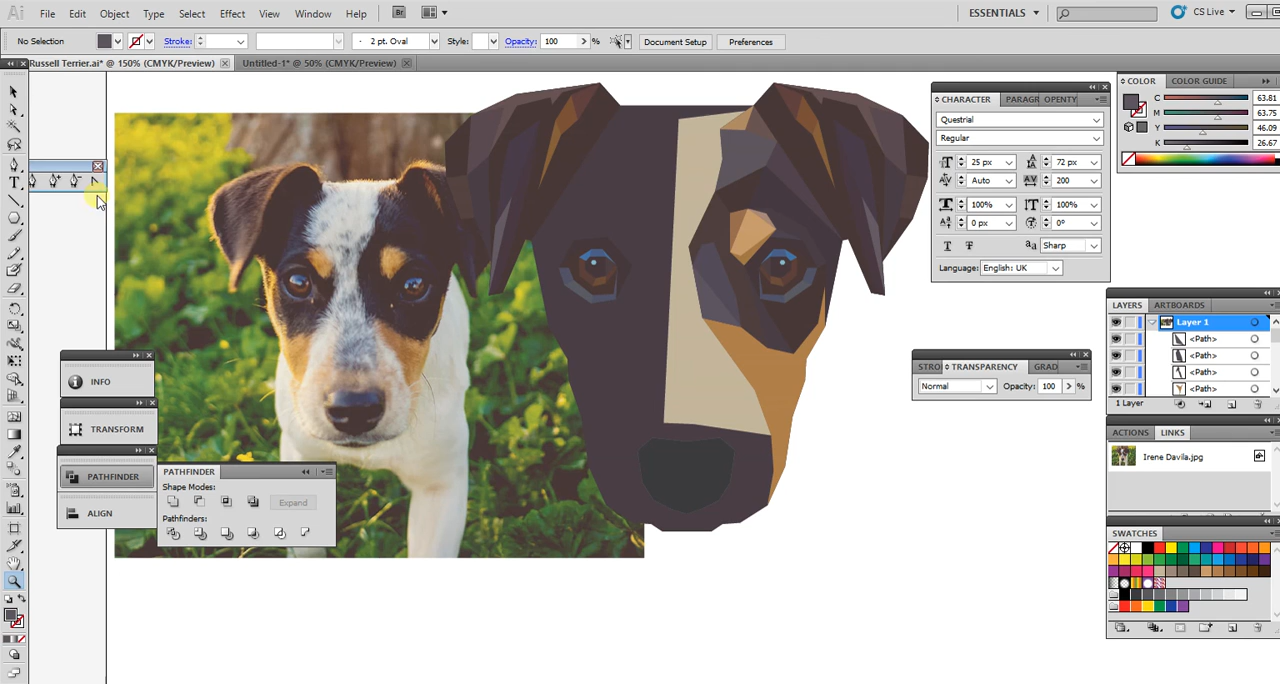 Ai File Edit Object Type Select Effect View Window Help Br ESSENTIALS CS Live
No Selection Stroke: 2 pt. Oval Style: Opacity: 100 % Document Setup Preferences
Russell Terrier.ai* @ 150% (CMYK/Preview) Untitled-1* @ 50% (CMYK/Preview)
COLOR COLOR GUIDE
C 63.81
M 63.75
Y 46.09
K 26.67
CHARACTER PARAGR OPENTY
Questrial
Regular
25 px 72 px
Auto 200
100% 100%
0 px 0°
Sharp
Language: English: UK
LAYERS ARTBOARDS
Layer 1
<Path>
<Path>
<Path>
<Path>
1 Layer
STRO TRANSPARENCY GRAD
Normal Opacity: 100 %
INFO
TRANSFORM
PATHFINDER
ALIGN
PATHFINDER
Shape Modes:
Expand
Pathfinders:
ACTIONS LINKS
Irene Davila.jpg
SWATCHES